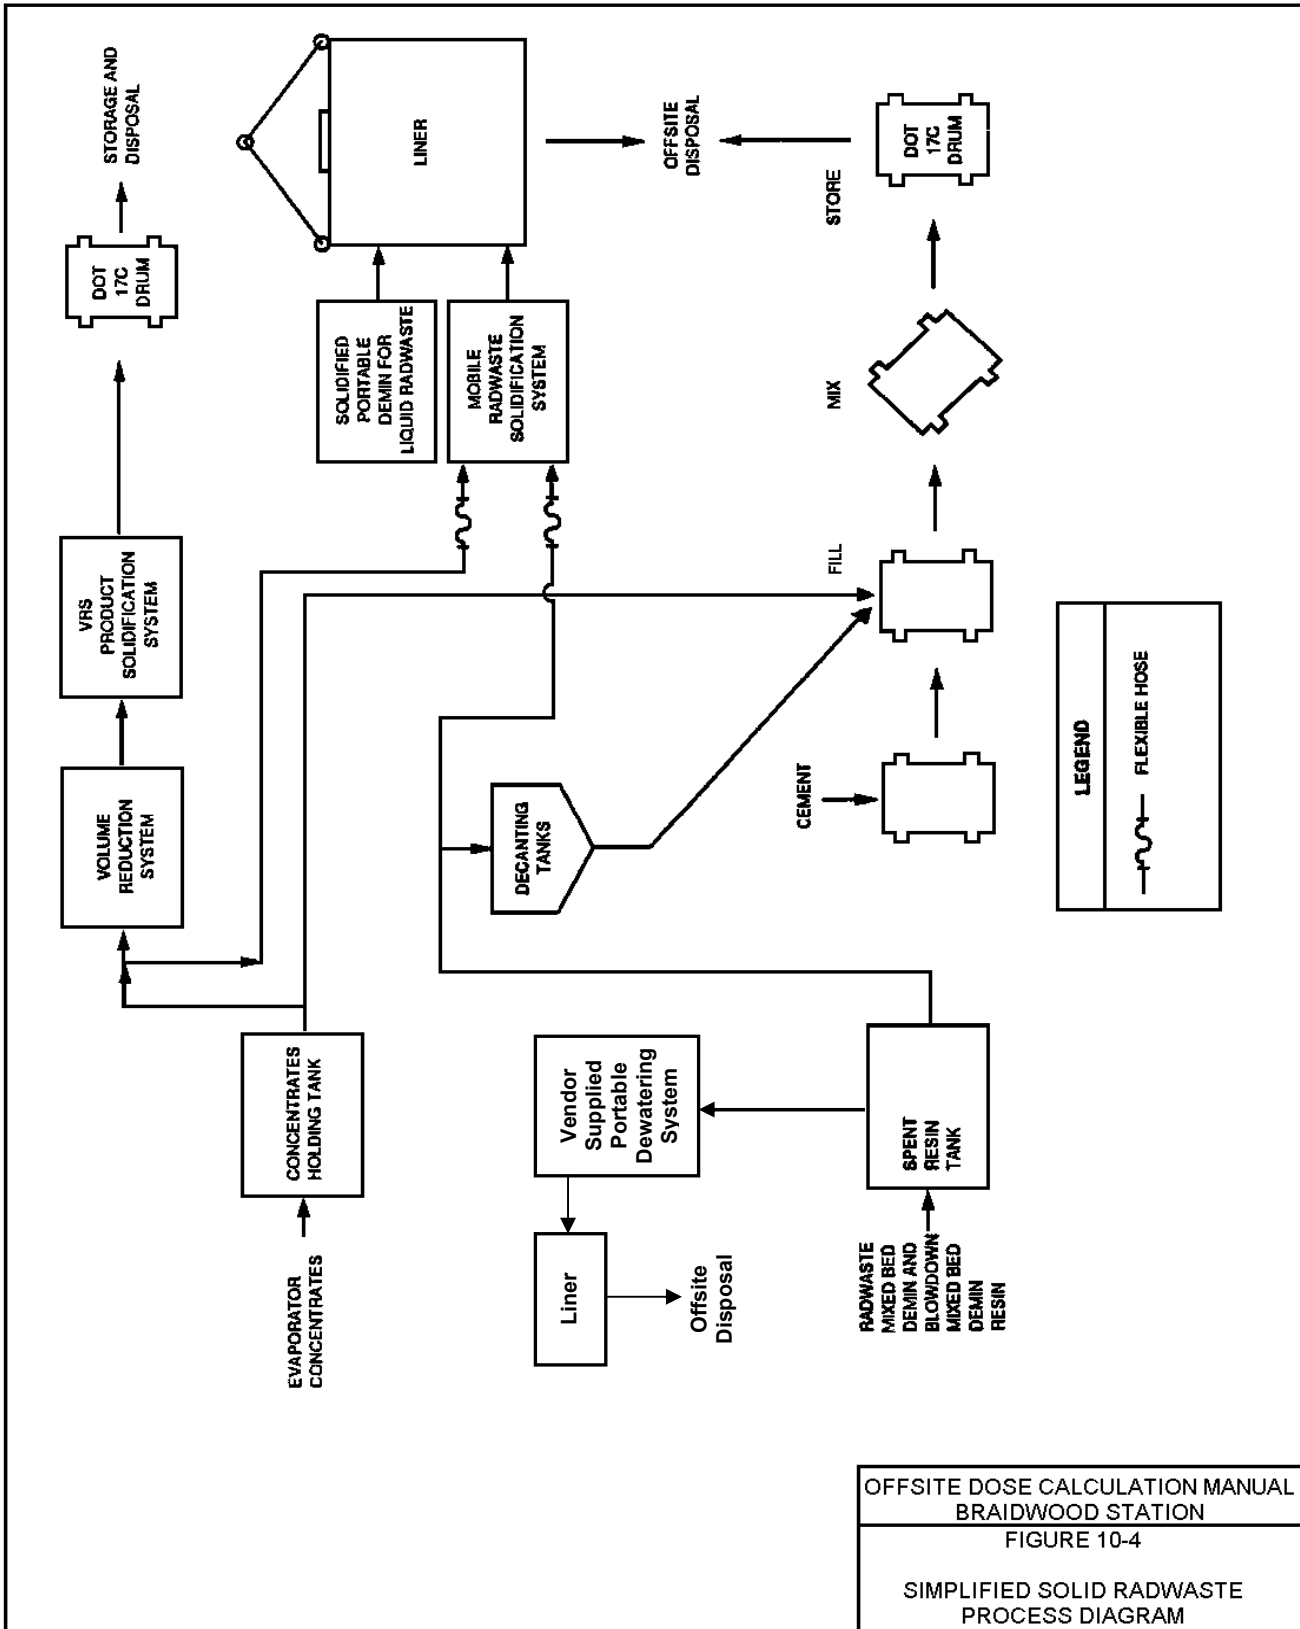 STORAGE AND
DISPOSAL
DOT
17C
DRUM
VRS
PRODUCT
SOLIDIFICATION
SYSTEM
VOLUME
REDUCTION
SYSTEM
LINER
SOLIDIFIED
PORTABLE
DEMIN FOR
LIQUID RADWASTE
MOBILE
RADWASTE
SOLIDIFICATION
SYSTEM
OFFSITE
DISPOSAL
DOT
17C
DRUM
STORE
MIX
FILL
CEMENT
DECANTING
TANKS
CONCENTRATES
HOLDING TANK
EVAPORATOR
CONCENTRATES
Vendor
Supplied
Portable
Dewatering
System
Liner
Offsite
Disposal
SPENT
RESIN
TANK
RADWASTE
MIXED BED
DEMIN AND
BLOWDOWN
MIXED BED
DEMIN
RESIN
LEGEND
FLEXIBLE HOSE
OFFSITE DOSE CALCULATION MANUAL
BRAIDWOOD STATION
FIGURE 10-4
SIMPLIFIED SOLID RADWASTE
PROCESS DIAGRAM